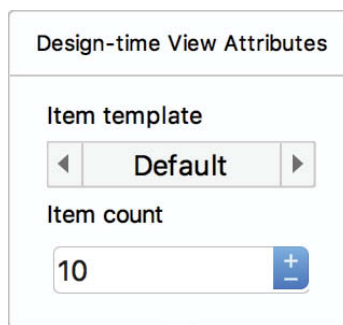 Design-time View Attributes
Item template
Default
Item count
10